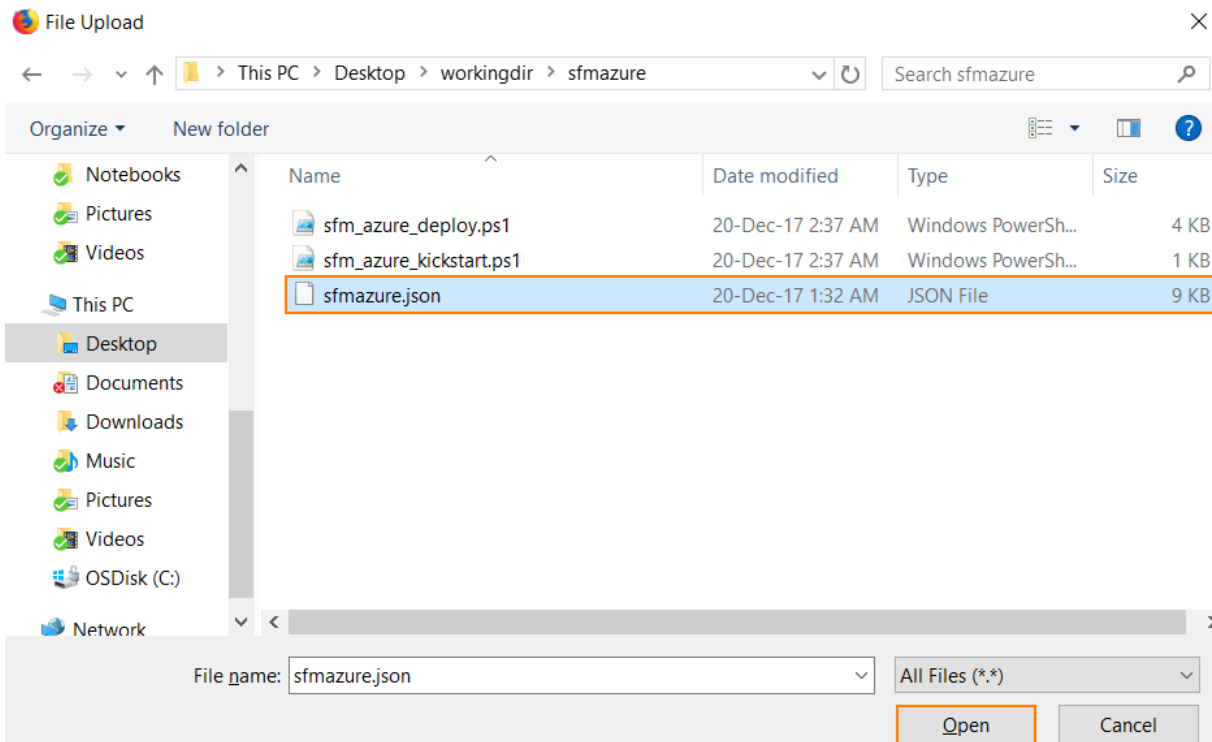 File Upload
This PC > Desktop > workingdir > sfmazure
Search sfmazure
Organize
New folder
Notebooks
Pictures
Videos
This PC
Desktop
Documents
Downloads
Music
Pictures
Videos
OSDisk (C:)
Network
Name Date modified Type Size
sfm_azure_deploy.ps1 20-Dec-17 2:37 AM Windows PowerSh... 4 KB
sfm_azure_kickstart.ps1 20-Dec-17 2:37 AM Windows PowerSh... 1 KB
sfmazure.json 20-Dec-17 1:32 AM JSON File 9 KB
File name: sfmazure.json
All Files (*.*)
Open
Cancel